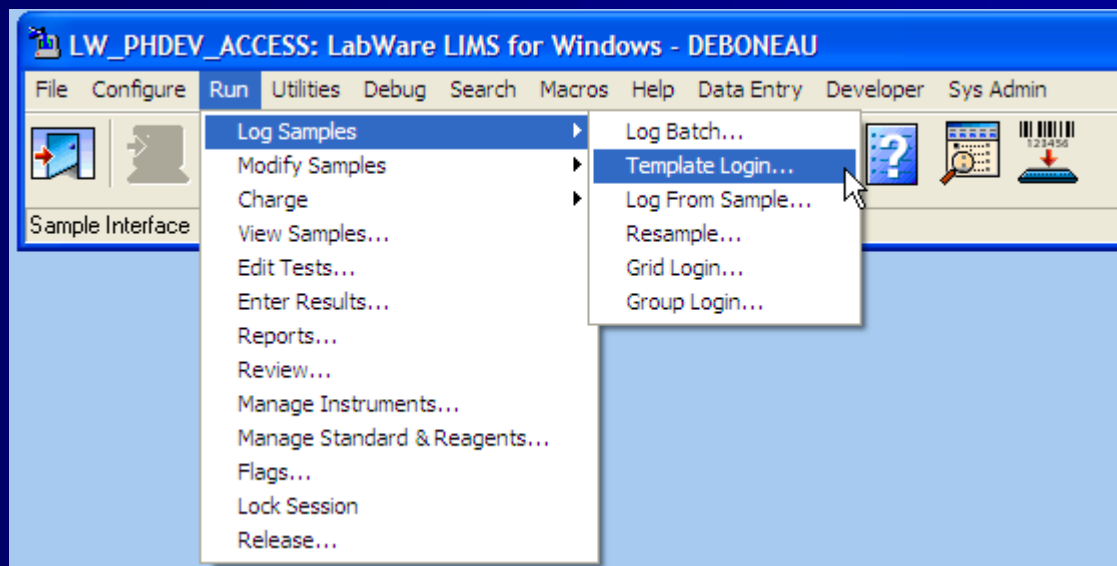 LW_PHDEV_ACCESS: LabWare LIMS for Windows - DEBONEAU
File Configure Run Utilities Debug Search Macros Help Data Entry Developer Sys Admin
123456
Sample Interface
Log Samples
Modify Samples
Charge
View Samples...
Edit Tests...
Enter Results...
Reports...
Review...
Manage Instruments...
Manage Standard & Reagents...
Flags...
Lock Session
Release...
Log Batch...
Template Login...
Log From Sample...
Resample...
Grid Login...
Group Login...